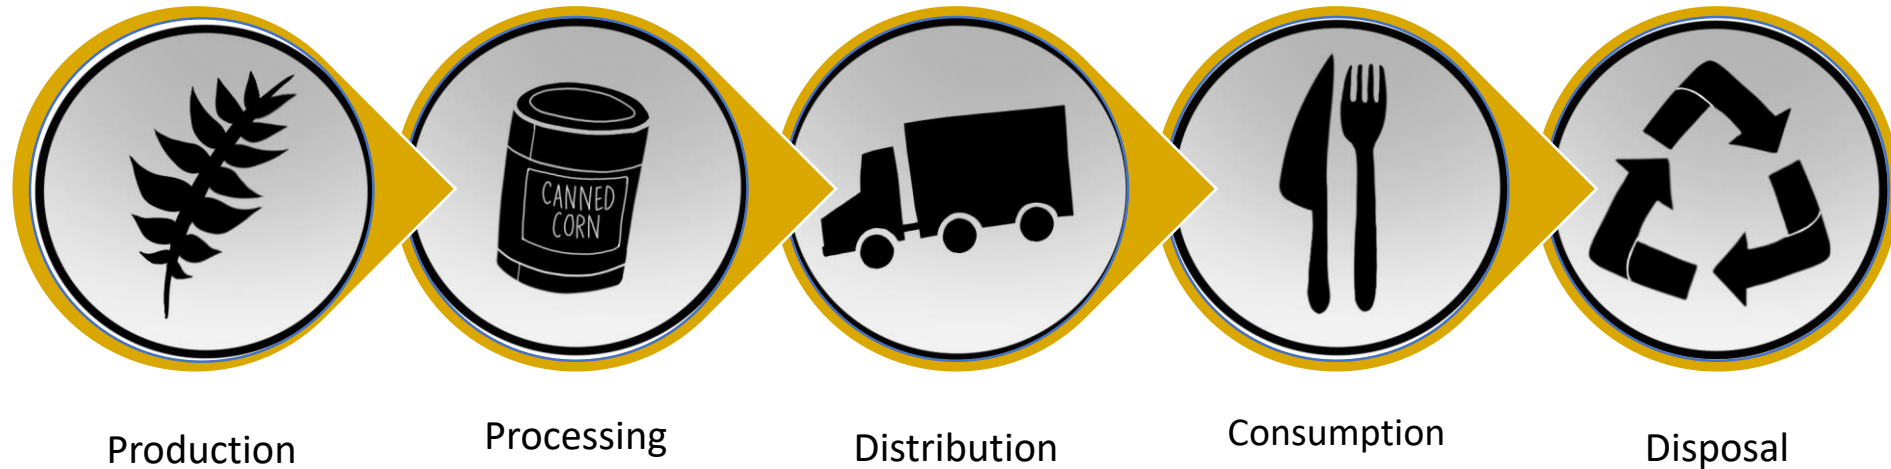 CANNED
CORN
Production
Processing
Distribution
Consumption
Disposal